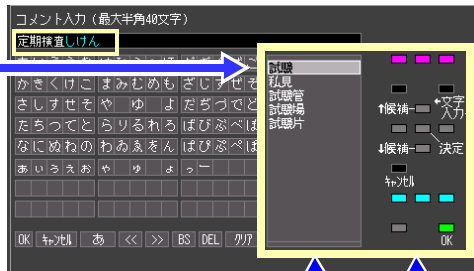 コメント入力（最大半角40文字）
定期検査しけん
かきくけこ まみむめも ざじずぜぞ
さしすせそ や ゆ よ だぢづでど
たちつてと らりるれろ ばびぶべぼ
なにぬねの わゐゑをん ぱぴぷぺぽ
ぁぃぅぇぉ ゃ ゅ ょ っー
OK ｷｬﾝｾﾙ あ << >> BS DEL ｸﾘｱ
試験
私見
試験管
試験場
試験片
↑候補
←文字入力
↓候補
決定
ｷｬﾝｾﾙ
OK